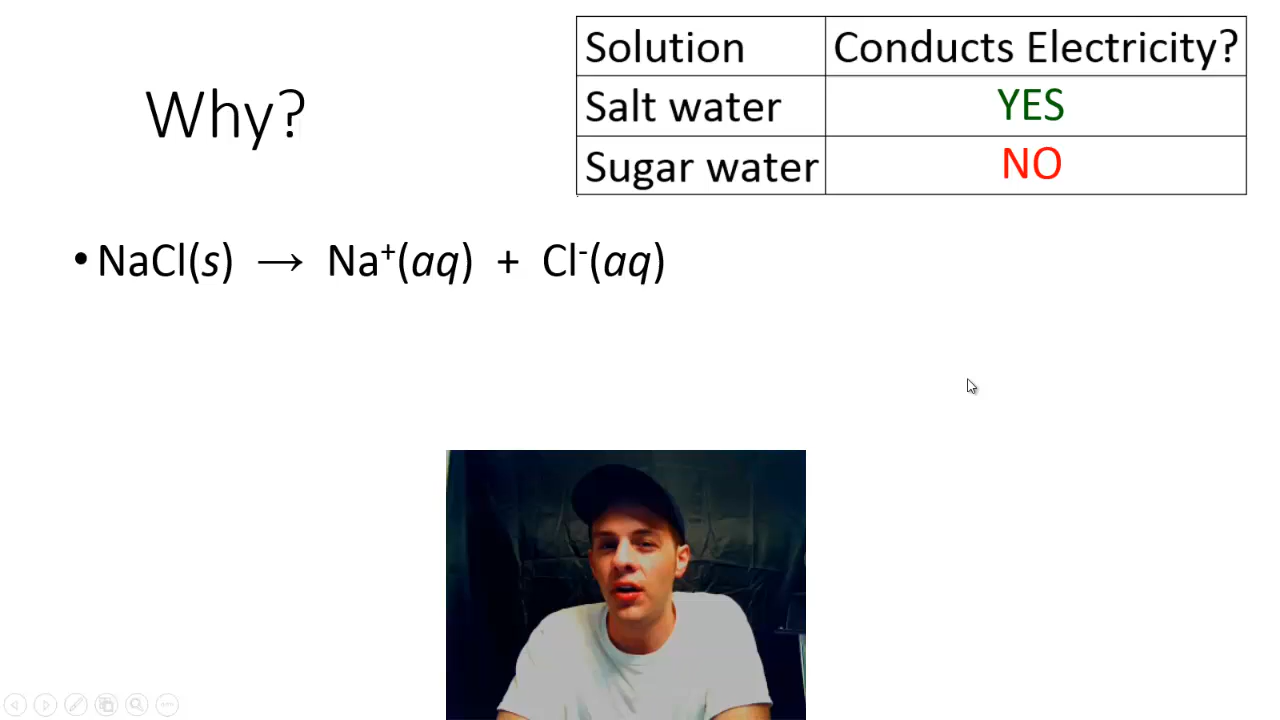 Why?
Solution Conducts Electricity?
Salt water YES
Sugar water NO
• NaCl(s) → Na⁺(aq) + Cl⁻(aq)